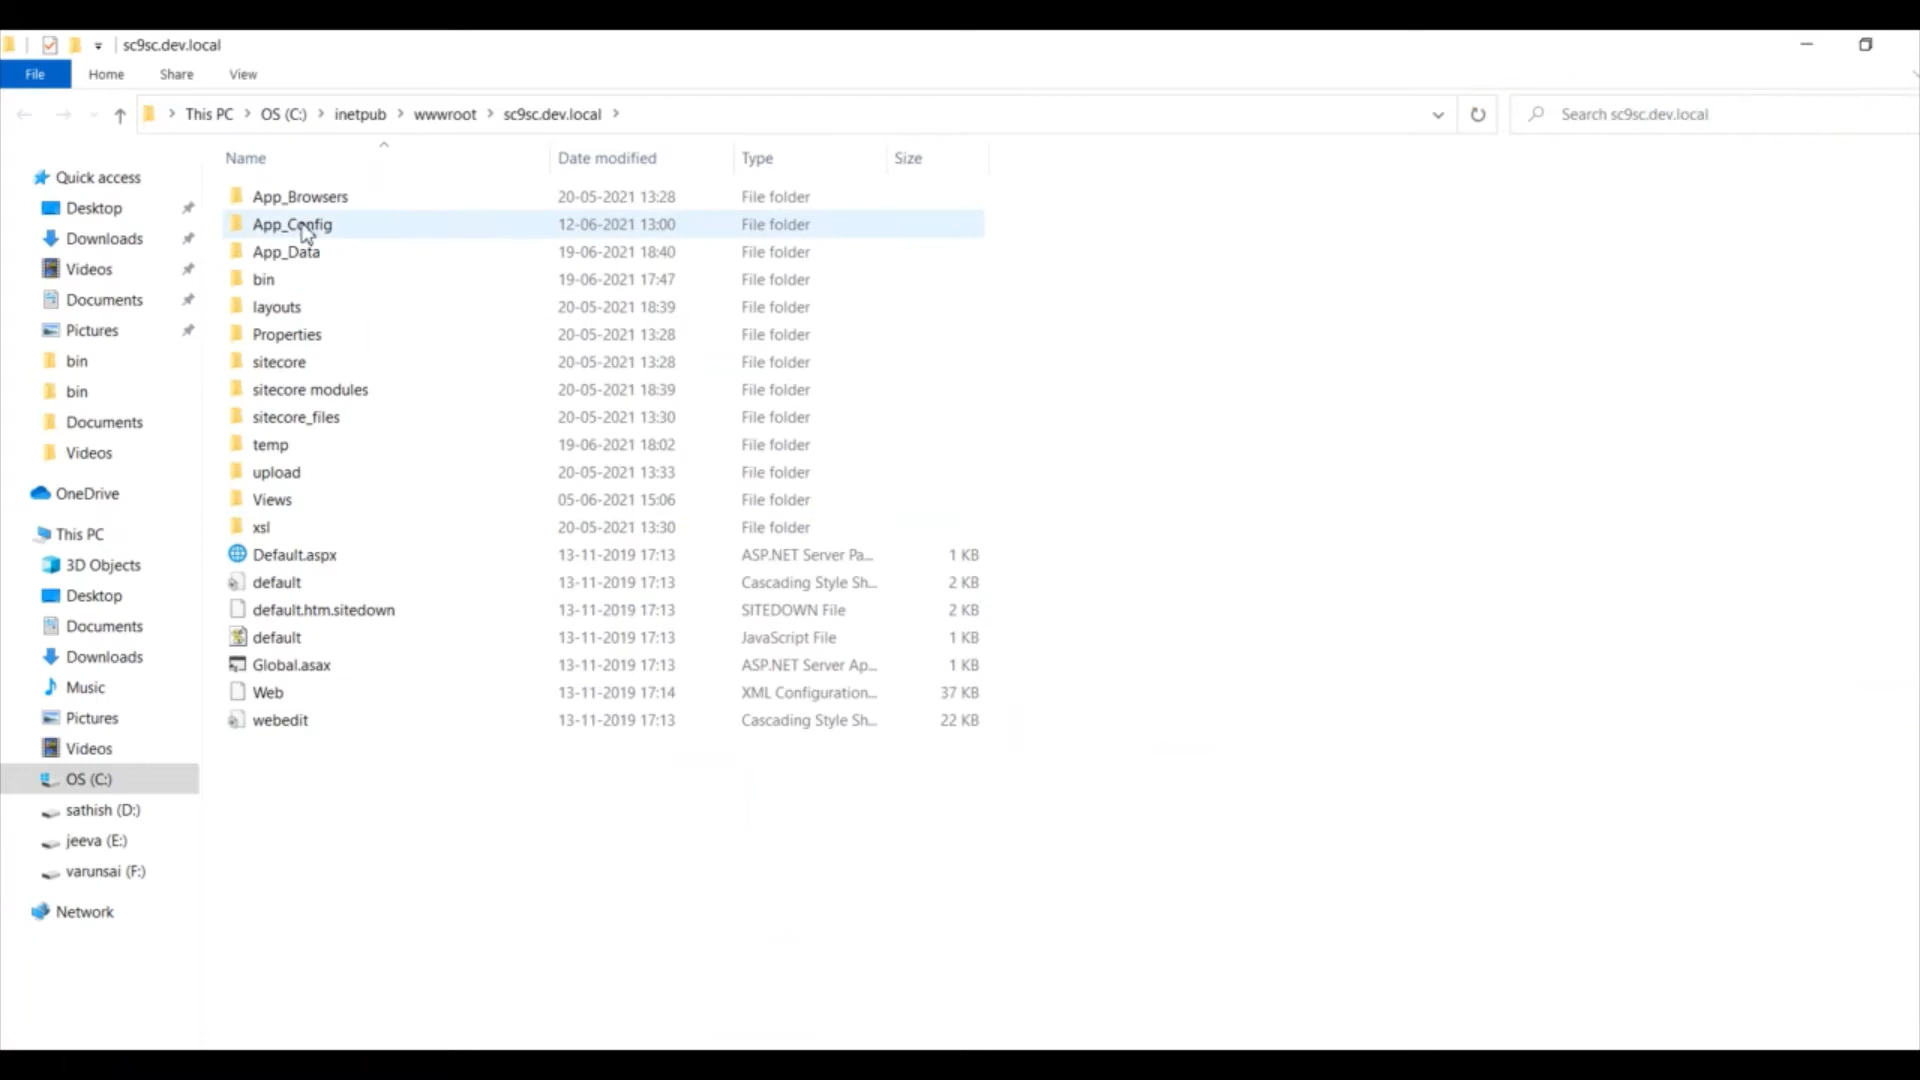 sc9sc.dev.local
File Home Share View
This PC OS (C:) inetpub wwwroot sc9sc.dev.local
Search sc9sc.dev.local
Name Date modified Type Size
Quick access
Desktop
Downloads
Videos
Documents
Pictures
bin
bin
Documents
Videos
OneDrive
This PC
3D Objects
Desktop
Documents
Downloads
Music
Pictures
Videos
OS (C:)
sathish (D:)
jeeva (E:)
varunsai (F:)
Network
App_Browsers 20-05-2021 13:28 File folder
App_Config 12-06-2021 13:00 File folder
App_Data 19-06-2021 18:40 File folder
bin 19-06-2021 17:47 File folder
layouts 20-05-2021 18:39 File folder
Properties 20-05-2021 13:28 File folder
sitecore 20-05-2021 13:28 File folder
sitecore modules 20-05-2021 18:39 File folder
sitecore_files 20-05-2021 13:30 File folder
temp 19-06-2021 18:02 File folder
upload 20-05-2021 13:33 File folder
Views 05-06-2021 15:06 File folder
xsl 20-05-2021 13:30 File folder
Default.aspx 13-11-2019 17:13 ASP.NET Server Pa... 1 KB
default 13-11-2019 17:13 Cascading Style Sh... 2 KB
default.htm.sitedown 13-11-2019 17:13 SITEDOWN File 2 KB
default 13-11-2019 17:13 JavaScript File 1 KB
Global.asax 13-11-2019 17:13 ASP.NET Server Ap... 1 KB
Web 13-11-2019 17:14 XML Configuration... 37 KB
webedit 13-11-2019 17:13 Cascading Style Sh... 22 KB